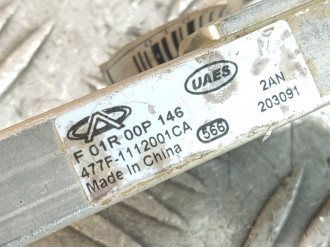 UAES
2AN
203091
F 01R 00P 146
477F-1112001CA
566
Made in China